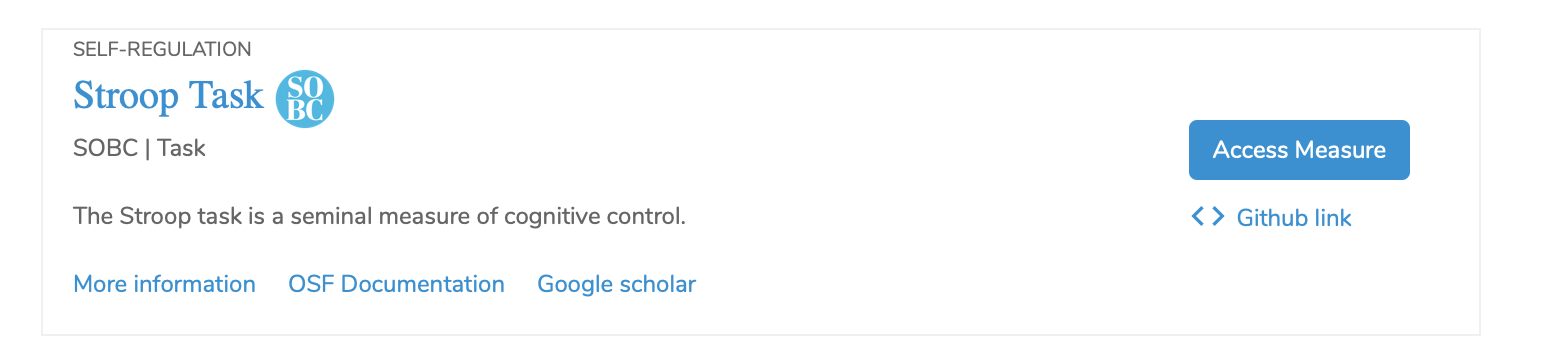 SELF-REGULATION
Stroop Task
SO
BC
SOBC | Task
Access Measure
The Stroop task is a seminal measure of cognitive control.
< > Github link
More information OSF Documentation Google scholar